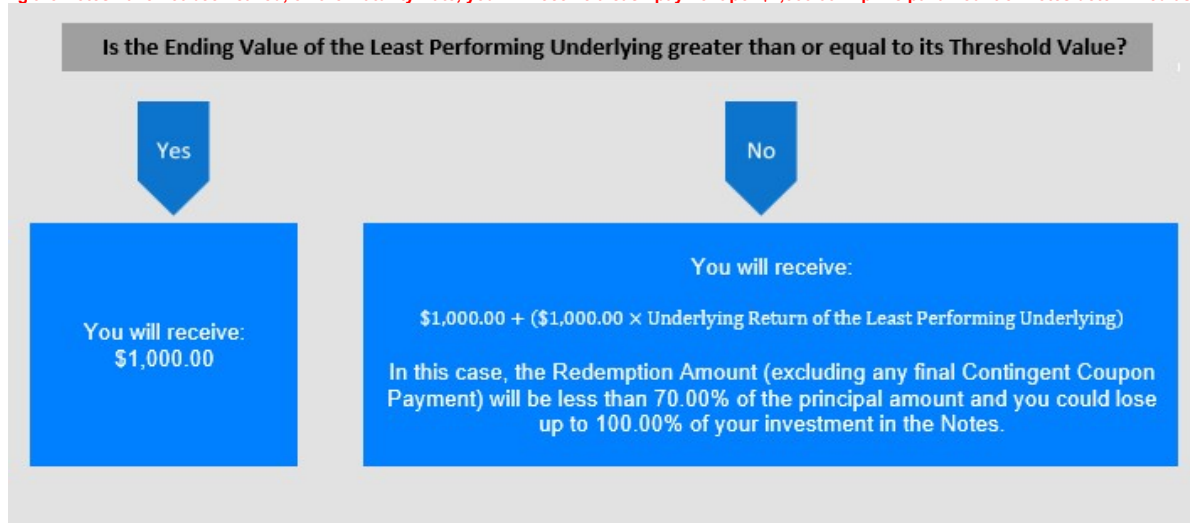 Is the Ending Value of the Least Performing Underlying greater than or equal to its Threshold Value?
Yes
No
You will receive:
$1,000.00
You will receive:
$1,000.00 + ($1,000.00 × Underlying Return of the Least Performing Underlying)
In this case, the Redemption Amount (excluding any final Contingent Coupon
Payment) will be less than 70.00% of the principal amount and you could lose
up to 100.00% of your investment in the Notes.